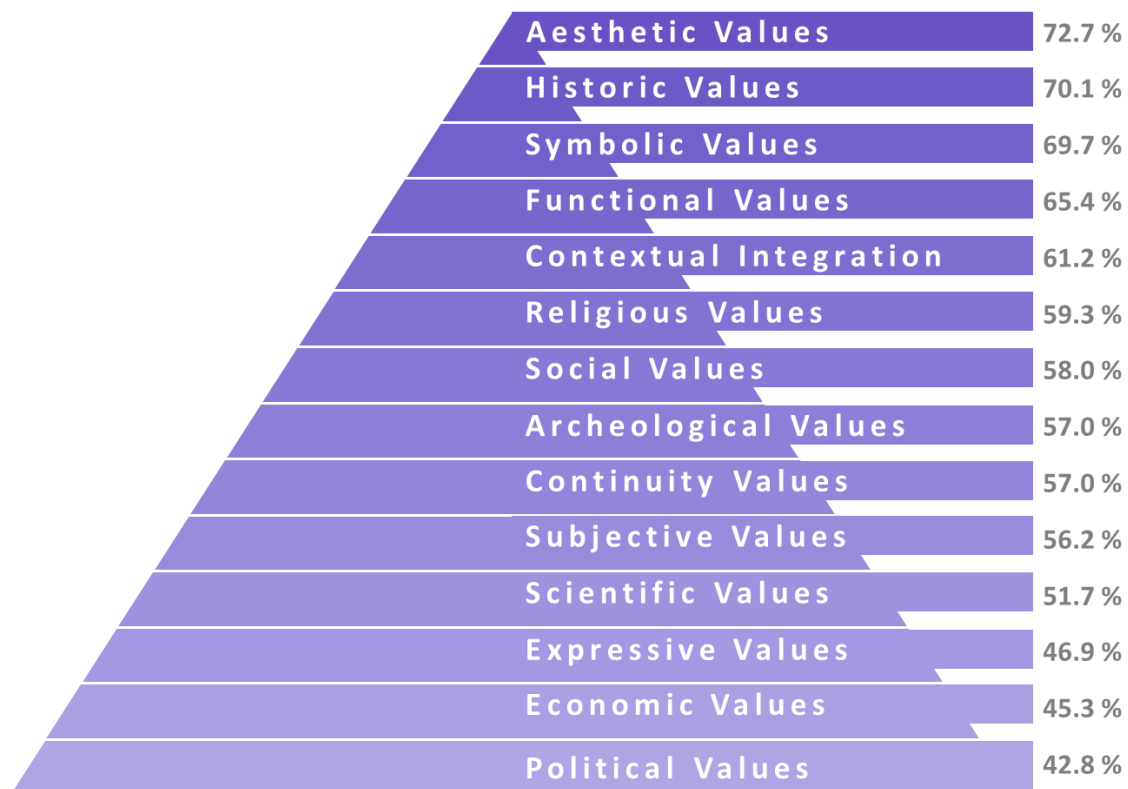 Aesthetic Values 72.7 %
Historic Values 70.1 %
Symbolic Values 69.7 %
Functional Values 65.4 %
Contextual Integration 61.2 %
Religious Values 59.3 %
Social Values 58.0 %
Archeological Values 57.0 %
Continuity Values 57.0 %
Subjective Values 56.2 %
Scientific Values 51.7 %
Expressive Values 46.9 %
Economic Values 45.3 %
Political Values 42.8 %